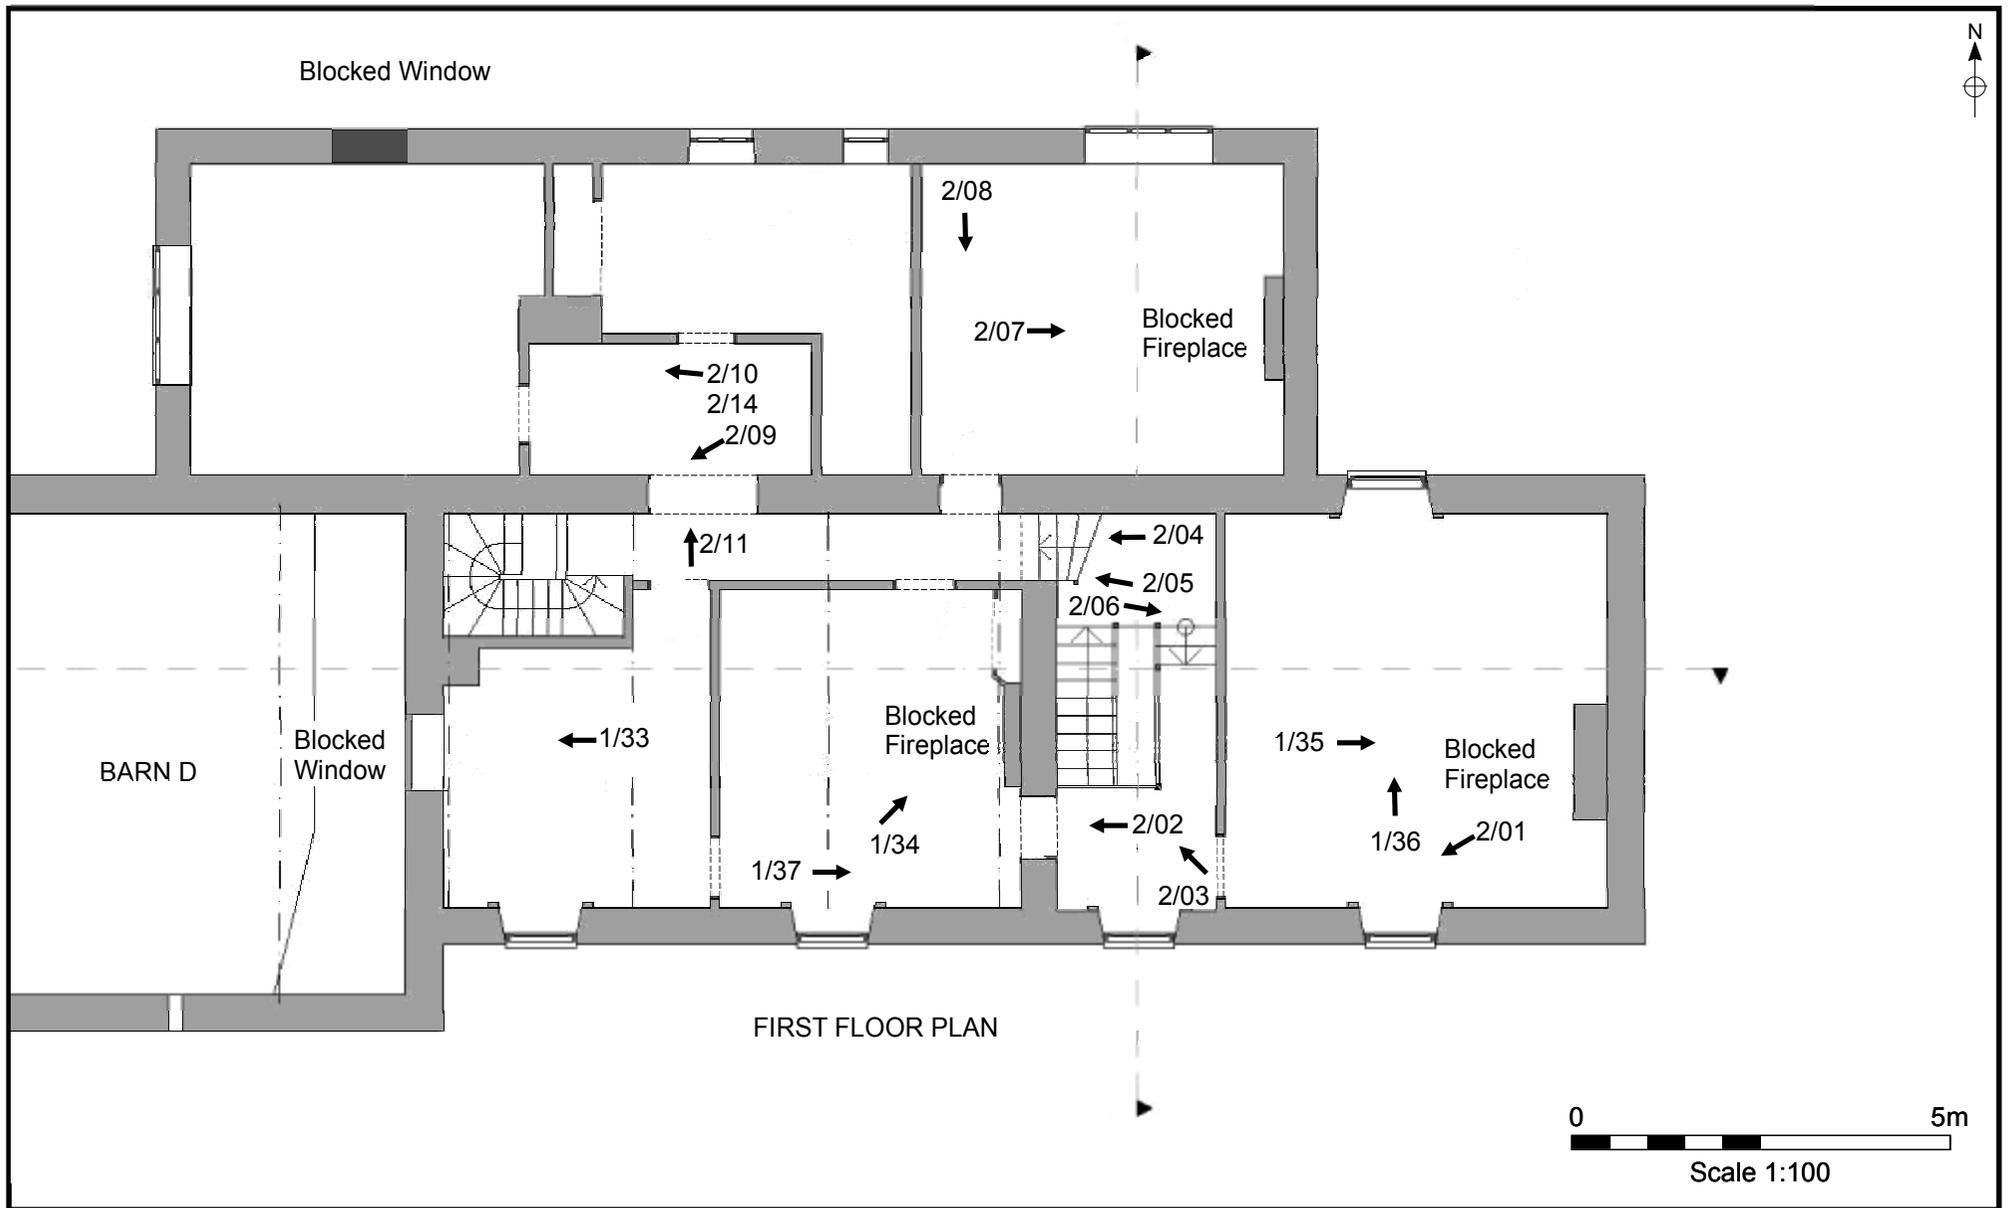 N
Blocked Window
2/08
2/07
Blocked
Fireplace
2/10
2/14
2/09
2/11
2/04
2/05
2/06
1/33
Blocked
Window
BARN D
Blocked
Fireplace
1/34
1/37
2/02
2/03
1/35
Blocked
Fireplace
1/36
2/01
FIRST FLOOR PLAN
0 5m
Scale 1:100